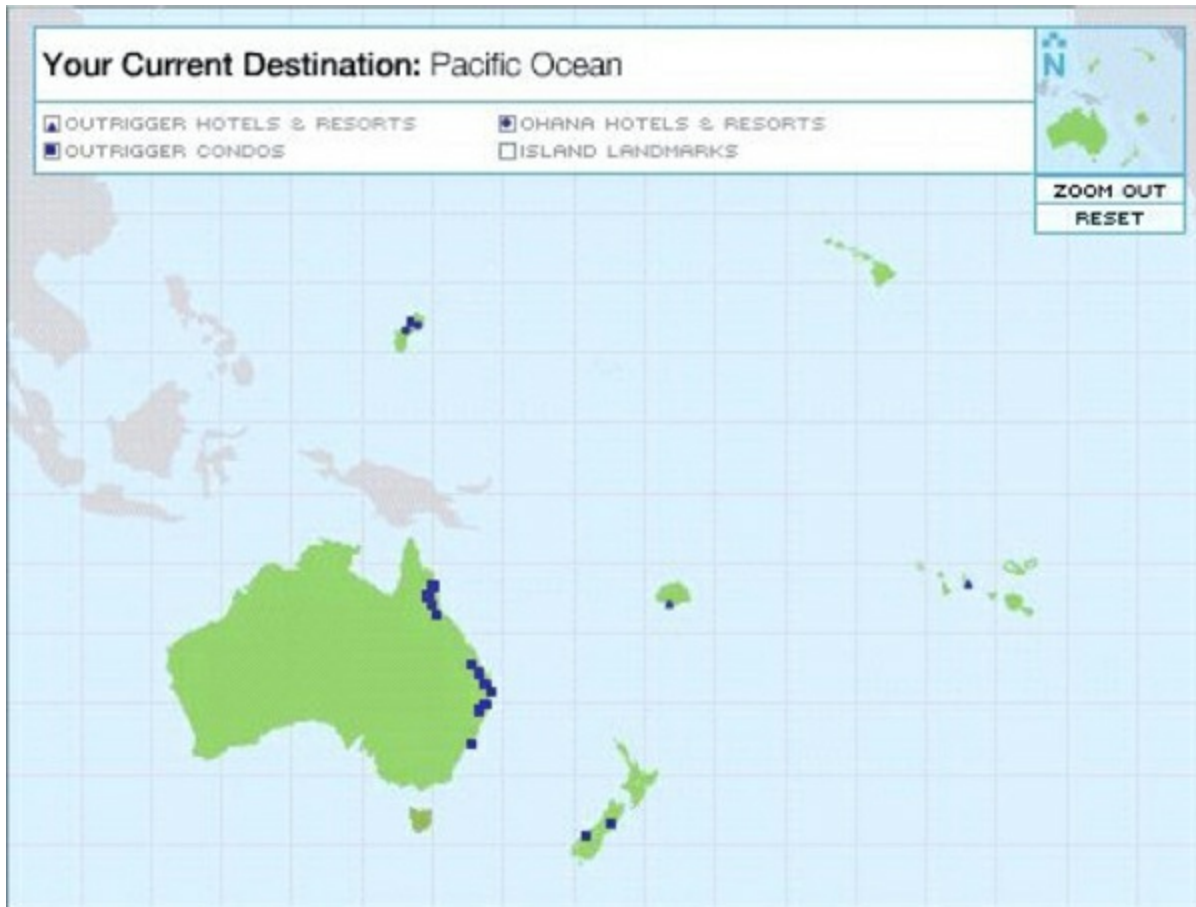 Your Current Destination: Pacific Ocean
N
OUTRIGGER HOTELS & RESORTS
OHANA HOTELS & RESORTS
OUTRIGGER CONDOS
ISLAND LANDMARKS
ZOOM OUT
RESET